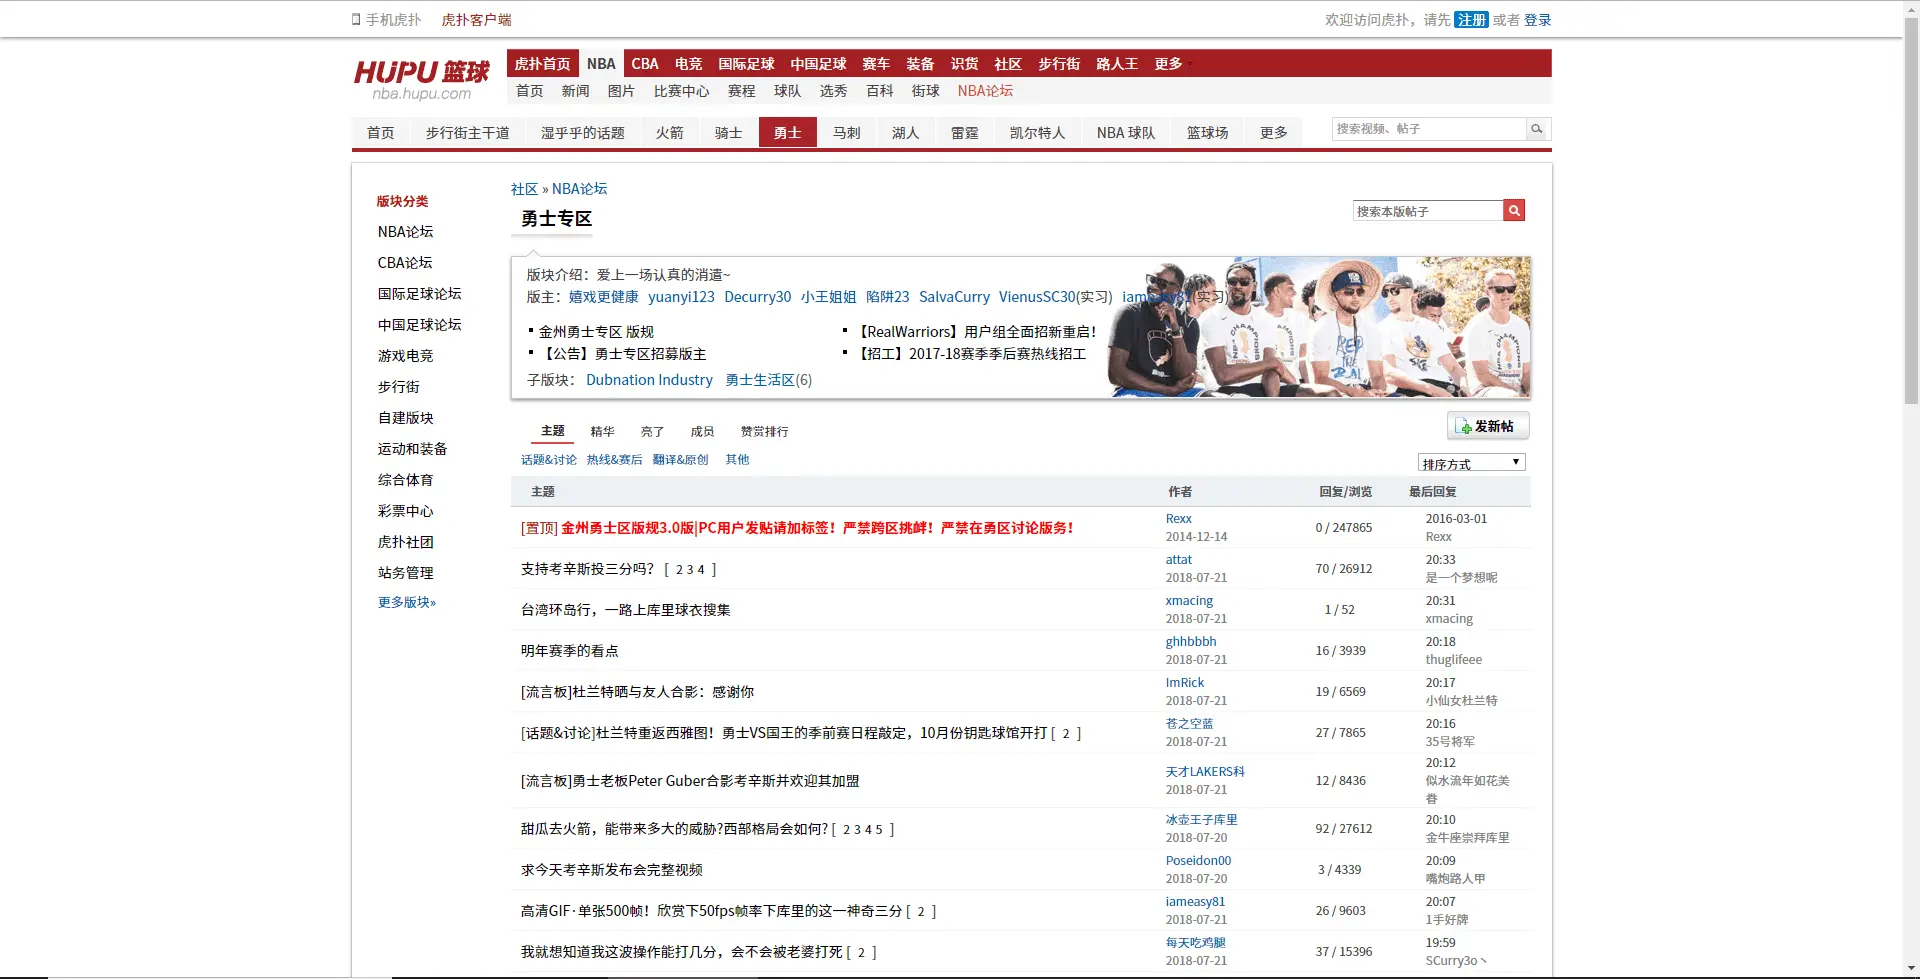 手机虎扑 虎扑客户端 欢迎访问虎扑，请先 注册 或者 登录
HUPU 篮球
nba.hupu.com
虎扑首页 NBA CBA 电竞 国际足球 中国足球 赛车 装备 识货 社区 步行街 路人王 更多
首页 新闻 图片 比赛中心 赛程 球队 选秀 百科 街球 NBA论坛
首页 步行街主干道 湿乎乎的话题 火箭 骑士 勇士 马刺 湖人 雷霆 凯尔特人 NBA 球队 篮球场 更多 搜索视频、帖子
版块分类
NBA论坛
CBA论坛
国际足球论坛
中国足球论坛
游戏电竞
步行街
自建版块
运动和装备
综合体育
彩票中心
虎扑社团
站务管理
更多版块»
社区 » NBA论坛
勇士专区
搜索本版帖子
版块介绍：爱上一场认真的消遣~
版主：嬉戏更健康 yuanyi123 Decurry30 小王姐姐 陷阱23 SalvaCurry VienusSC30(实习) iameasy81(实习)
金州勇士专区 版规 【RealWarriors】用户组全面招新重启！
【公告】勇士专区招募版主 【招工】2017-18赛季季后赛热线招工
子版块： Dubnation Industry 勇士生活区(6)
主题 精华 亮了 成员 赞赏排行 发新帖
话题&讨论 热线&赛后 翻译&原创 其他 排序方式
主题 作者 回复/浏览 最后回复
[置顶] 金州勇士区版规3.0版|PC用户发贴请加标签！严禁跨区挑衅！严禁在勇区讨论版务！ Rexx 2014-12-14 0 / 247865 2016-03-01 Rexx
支持考辛斯投三分吗？ [ 2 3 4 ] attat 2018-07-21 70 / 26912 20:33 是一个梦想呢
台湾环岛行，一路上库里球衣搜集 xmacing 2018-07-21 1 / 52 20:31 xmacing
明年赛季的看点 ghhbbbh 2018-07-21 16 / 3939 20:18 thuglifeee
[流言板]杜兰特晒与友人合影：感谢你 ImRick 2018-07-21 19 / 6569 20:17 小仙女杜兰特
[话题&讨论]杜兰特重返西雅图！勇士VS国王的季前赛日程敲定，10月份钥匙球馆开打 [ 2 ] 苍之空蓝 2018-07-21 27 / 7865 20:16 35号将军
[流言板]勇士老板Peter Guber合影考辛斯并欢迎其加盟 天才LAKERS科 2018-07-21 12 / 8436 20:12 似水流年如花美眷
甜瓜去火箭，能带来多大的威胁?西部格局会如何? [ 2 3 4 5 ] 冰壶王子库里 2018-07-20 92 / 27612 20:10 金牛座崇拜库里
求今天考辛斯发布会完整视频 Poseidon00 2018-07-20 3 / 4339 20:09 嘴炮路人甲
高清GIF·单张500帧！欣赏下50fps帧率下库里的这一神奇三分 [ 2 ] iameasy81 2018-07-21 26 / 9603 20:07 1手好牌
我就想知道我这波操作能打几分，会不会被老婆打死 [ 2 ] 每天吃鸡腿 2018-07-21 37 / 15396 19:59 SCurry3o丶